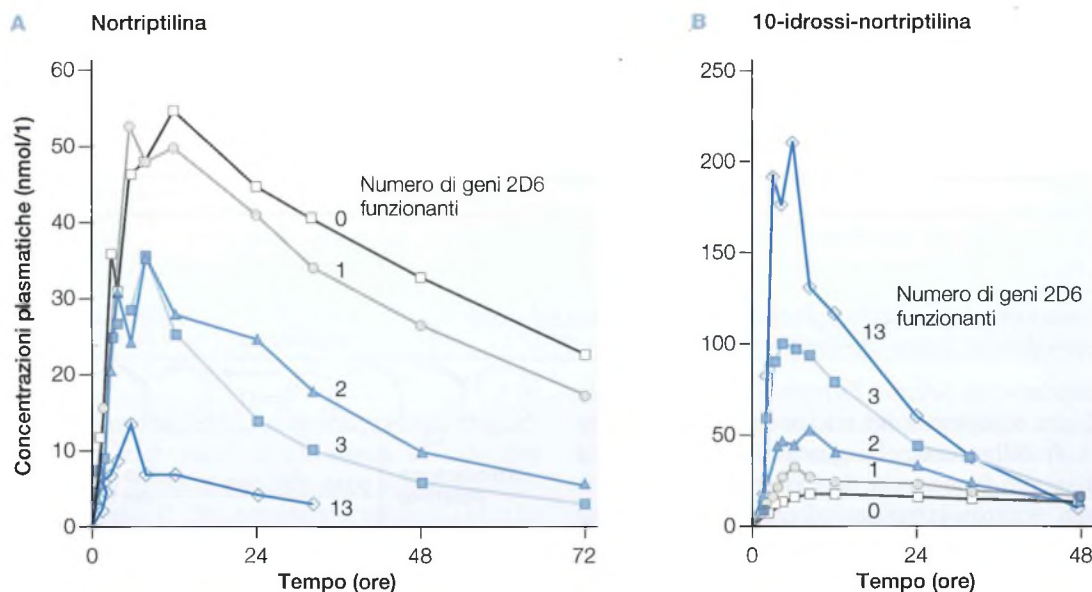 A
Nortriptilina
Concentrazioni plasmatiche (nmol/1)
60
50
40
30
20
10
0
Numero di geni 2D6
funzionanti
0
1
2
3
13
0
24
48
72
Tempo (ore)
B
10-idrossi-nortriptilina
250
200
150
100
50
0
Numero di geni 2D6
funzionanti
13
3
2
1
0
0
24
48
Tempo (ore)